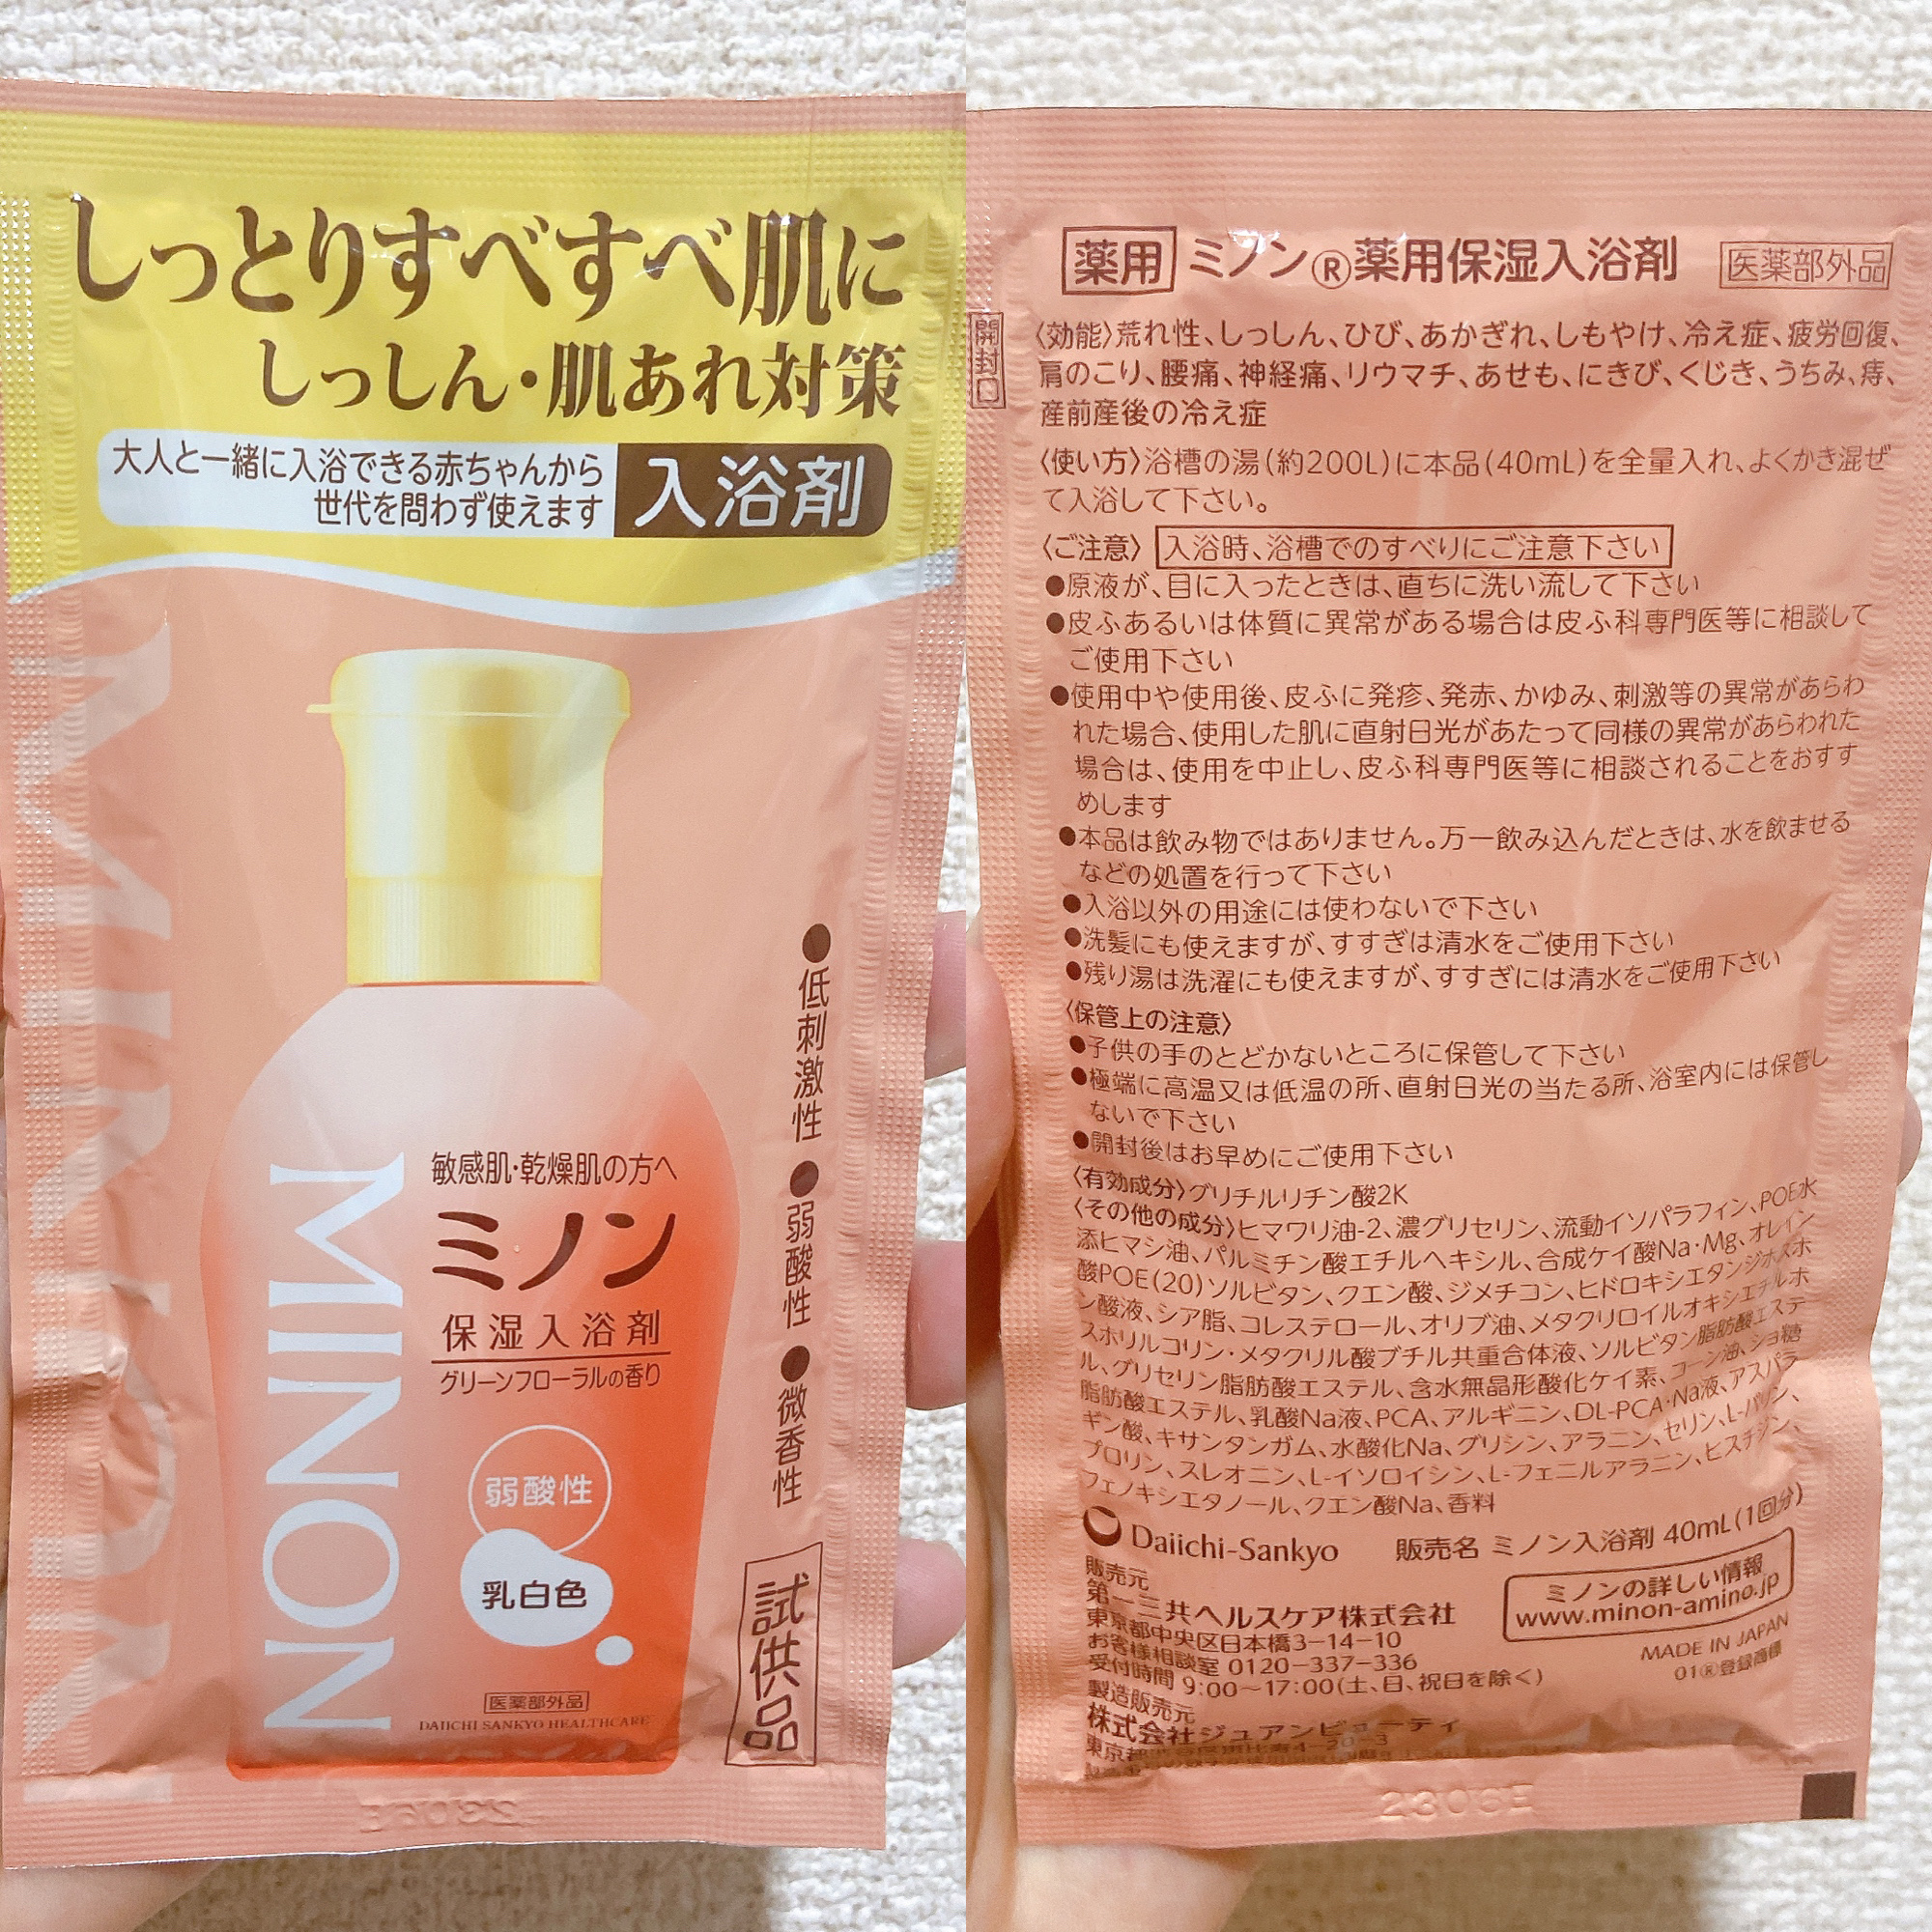 しっとりすべすべ肌に
しっしん・肌あれ対策
大人と一緒に入浴できる赤ちゃんから
世代を問わず使えます
入浴剤
MINON
●低刺激性 ●弱酸性 ●微香性
敏感肌・乾燥肌の方へ
ミノン
保湿入浴剤
グリーンフローラルの香り
MINON
弱酸性
乳白色
医薬部外品
DAIICHI SANKYO HEALTHCARE
試供品
開封口
薬用 ミノン®薬用保湿入浴剤 医薬部外品
〈効能〉荒れ性、しっしん、ひび、あかぎれ、しもやけ、冷え症、疲労回復、
肩のこり、腰痛、神経痛、リウマチ、あせも、にきび、くじき、うちみ、痔、
産前産後の冷え症
〈使い方〉浴槽の湯(約200L)に本品(40mL)を全量入れ、よくかき混ぜ
て入浴して下さい。
〈ご注意〉 入浴時、浴槽でのすべりにご注意下さい
●原液が、目に入ったときは、直ちに洗い流して下さい
●皮ふあるいは体質に異常がある場合は皮ふ科専門医等に相談して
ご使用下さい
●使用中や使用後、皮ふに発疹、発赤、かゆみ、刺激等の異常があらわ
れた場合、使用した肌に直射日光があたって同様の異常があらわれた
場合は、使用を中止し、皮ふ科専門医等に相談されることをおすす
めします
●本品は飲み物ではありません。万一飲み込んだときは、水を飲ませる
などの処置を行って下さい
●入浴以外の用途には使わないで下さい
●洗髪にも使えますが、すすぎは清水をご使用下さい
●残り湯は洗濯にも使えますが、すすぎには清水をご使用下さい
〈保管上の注意〉
●子供の手のとどかないところに保管して下さい
●極端に高温又は低温の所、直射日光の当たる所、浴室内には保管し
ないで下さい
●開封後はお早めにご使用下さい
〈有効成分〉グリチルリチン酸2K
〈その他の成分〉ヒマワリ油-2、濃グリセリン、流動イソパラフィン、POE水
添ヒマシ油、パルミチン酸エチルヘキシル、合成ケイ酸Na・Mg、オレイン
酸POE(20)ソルビタン、クエン酸、ジメチコン、ヒドロキシエタンジホスホ
ン酸液、シア脂、コレステロール、オリブ油、メタクリロイルオキシエチルホ
スホリルコリン・メタクリル酸ブチル共重合体液、ソルビタン脂肪酸エステ
ル、グリセリン脂肪酸エステル、含水無晶形酸化ケイ素、コーン油、ショ糖
脂肪酸エステル、乳酸Na液、PCA、アルギニン、DL-PCA・Na液、アスパラ
ギン酸、キサンタンガム、水酸化Na、グリシン、アラニン、セリン、L-バリン、
プロリン、スレオニン、L-イソロイシン、L-フェニルアラニン、ヒスチジン、
フェノキシエタノール、クエン酸Na、香料
Daiichi-Sankyo 販売名 ミノン入浴剤 40mL(1回分)
販売元
第一三共ヘルスケア株式会社
東京都中央区日本橋3-14-10
お客様相談室 0120-337-336
受付時間 9:00〜17:00(土、日、祝日を除く)
ミノンの詳しい情報
www.minon-amino.jp
MADE IN JAPAN
01®登録商標
製造販売元
株式会社ジュアンビューティ
2306E